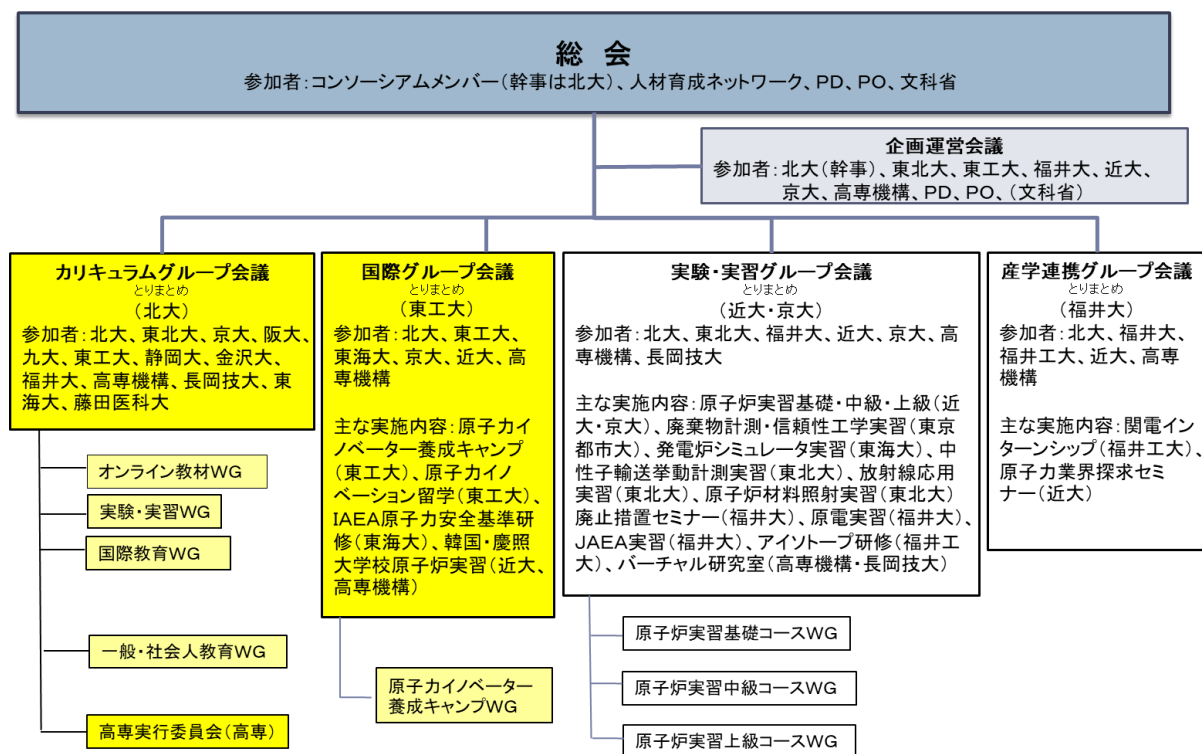 総 会
参加者：コンソーシアムメンバー（幹事は北大）、人材育成ネットワーク、PD、PO、文科省
企画運営会議
参加者：北大（幹事）、東北大、東工大、福井大、近大、
京大、高専機構、PD、PO、（文科省）
カリキュラムグループ会議
とりまとめ
（北大）
参加者：北大、東北大、京大、阪大、
九大、東工大、静岡大、金沢大、
福井大、高専機構、長岡技大、東
海大、藤田医科大
オンライン教材WG
実験・実習WG
国際教育WG
一般・社会人教育WG
高専実行委員会（高専）
国際グループ会議
とりまとめ
（東工大）
参加者：北大、東工大、
東海大、京大、近大、高
専機構
主な実施内容：原子力イ
ノベーター養成キャンプ
（東工大）、原子力イノ
ベーション留学（東工大）、
IAEA原子力安全基準研
修（東海大）、韓国・慶照
大学校原子炉実習（近大、
高専機構）
原子力イノベーター
養成キャンプWG
実験・実習グループ会議
とりまとめ
（近大・京大）
参加者：北大、東北大、福井大、近大、京大、高
専機構、長岡技大
主な実施内容：原子炉実習基礎・中級・上級（近
大・京大）、廃棄物計測・信頼性工学実習（東京
都市大）、発電炉シミュレータ実習（東海大）、中
性子輸送挙動計測実習（東北大）、放射線応用
実習（東北大）、原子炉材料照射実習（東北大）
廃止措置セミナー（福井大）、原電実習（福井大）、
JAEA実習（福井大）、アイソトープ研修（福井工
大）、バーチャル研究室（高専機構・長岡技大）
原子炉実習基礎コースWG
原子炉実習中級コースWG
原子炉実習上級コースWG
産学連携グループ会議
とりまとめ
（福井大）
参加者：北大、福井大、
福井工大、近大、高専
機構
主な実施内容：関電イン
ターンシップ（福井工大）、
原子力業界探求セミ
ナー（近大）